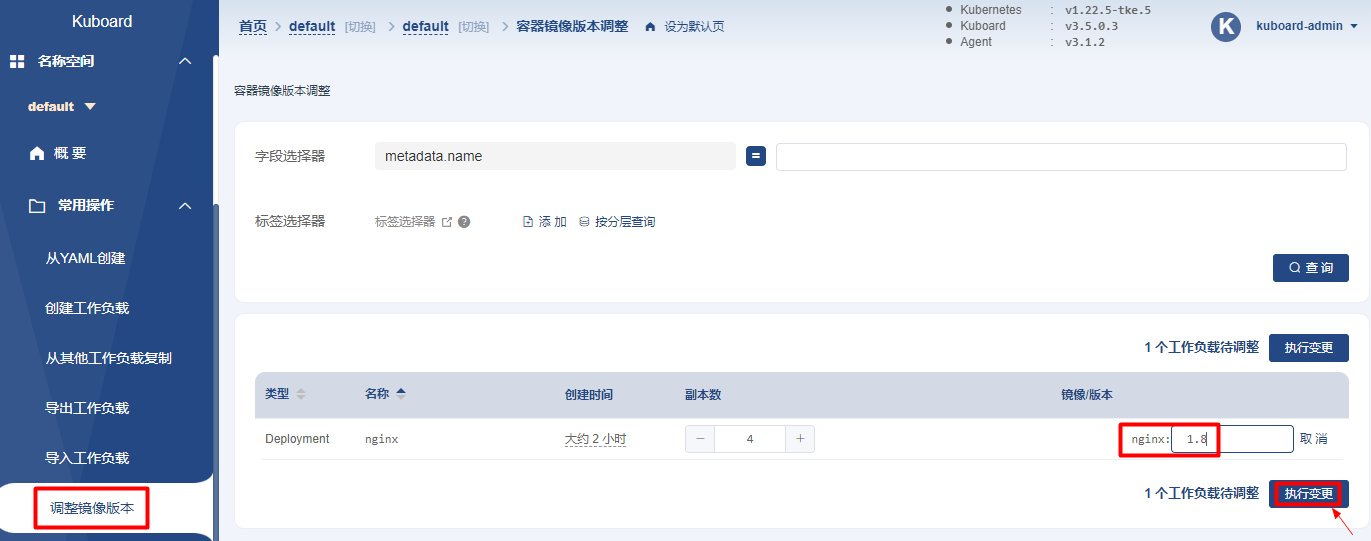 Kuboard
名称空间
default
概 要
常用操作
从YAML创建
创建工作负载
从其他工作负载复制
导出工作负载
导入工作负载
调整镜像版本
首页 > default [切换] > default [切换] > 容器镜像版本调整 设为默认页
Kubernetes : v1.22.5-tke.5
Kuboard : v3.5.0.3
Agent : v3.1.2
K kuboard-admin
容器镜像版本调整
字段选择器 metadata.name =
标签选择器 标签选择器 ? 添 加 按分层查询
查 询
1 个工作负载待调整 执行变更
类型 名称 创建时间 副本数 镜像/版本
Deployment nginx 大约 2 小时 − 4 + nginx: 1.8 取 消
1 个工作负载待调整 执行变更